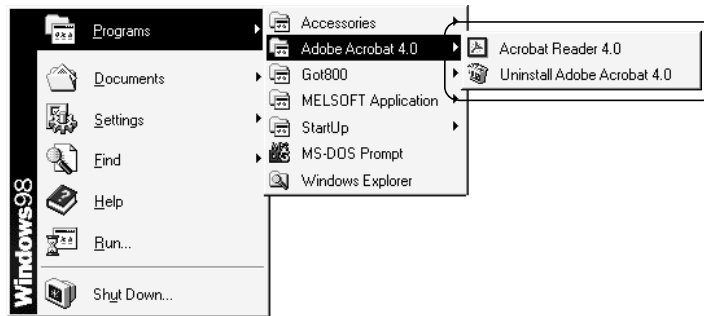 Programs
Documents
Settings
Find
Help
Run...
Shut Down...
Windows98
Accessories
Adobe Acrobat 4.0
Got800
MELSOFT Application
StartUp
MS-DOS Prompt
Windows Explorer
Acrobat Reader 4.0
Uninstall Adobe Acrobat 4.0